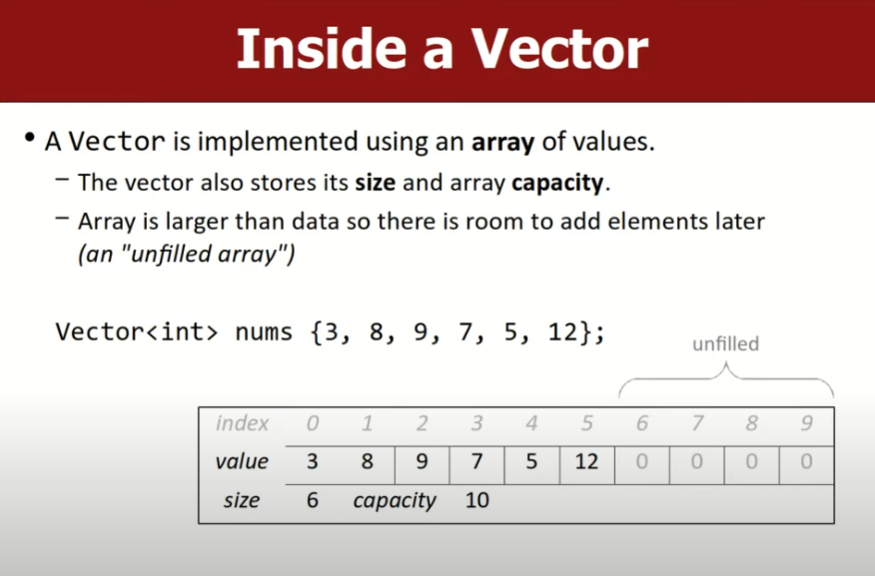 Inside a Vector
• A Vector is implemented using an array of values.
– The vector also stores its size and array capacity.
– Array is larger than data so there is room to add elements later
(an "unfilled array")
Vector<int> nums {3, 8, 9, 7, 5, 12};
unfilled
index 0 1 2 3 4 5 6 7 8 9
value 3 8 9 7 5 12 0 0 0 0
size 6 capacity 10